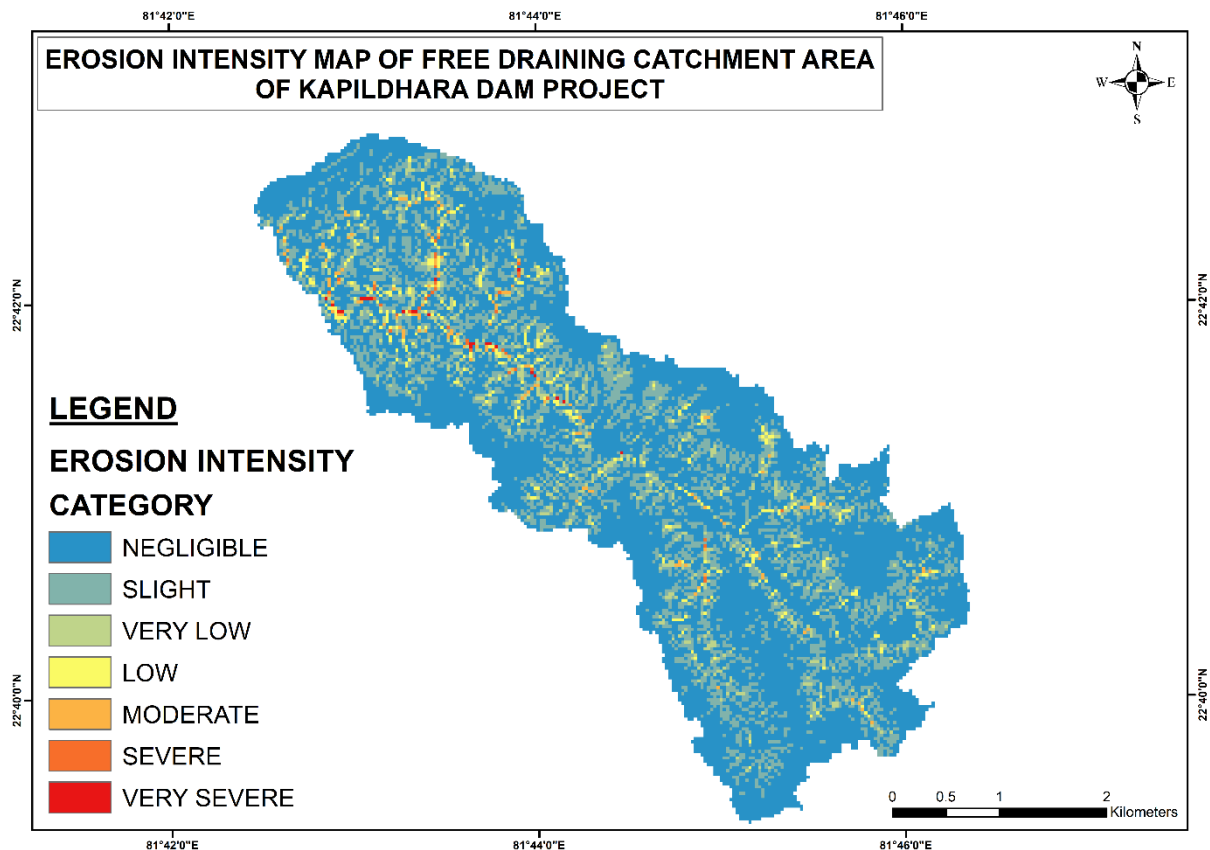 81°42'0"E 81°44'0"E 81°46'0"E
EROSION INTENSITY MAP OF FREE DRAINING CATCHMENT AREA
OF KAPILDHARA DAM PROJECT
N
W E
S
22°42'0"N 22°42'0"N
LEGEND
EROSION INTENSITY
CATEGORY
NEGLIGIBLE
SLIGHT
VERY LOW
LOW
MODERATE
SEVERE
VERY SEVERE
22°40'0"N 22°40'0"N
0 0.5 1 2
Kilometers
81°42'0"E 81°44'0"E 81°46'0"E